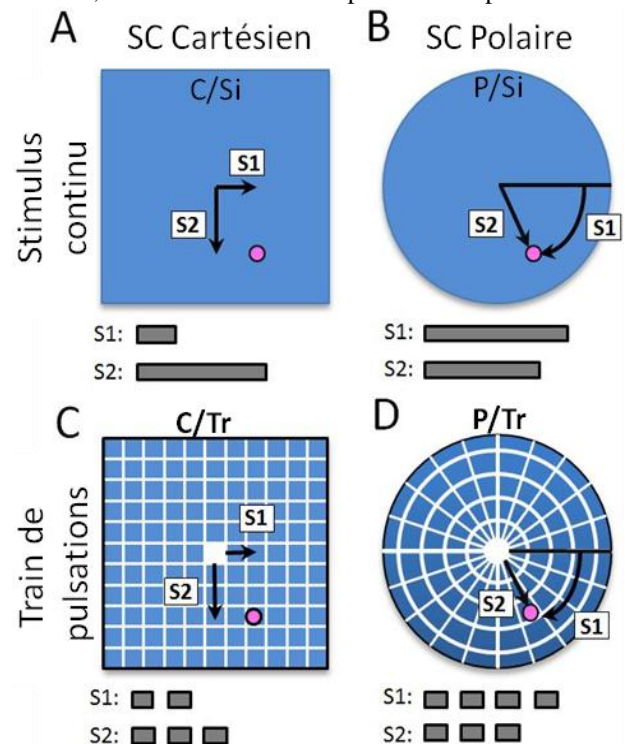 A
SC Cartésien
B
SC Polaire
Stimulus
continu
C/Si
S1
S2
P/Si
S2
S1
S1:
S2:
S1:
S2:
C
C/Tr
D
P/Tr
Train de
pulsations
S1
S2
S2
S1
S1:
S2:
S1:
S2: